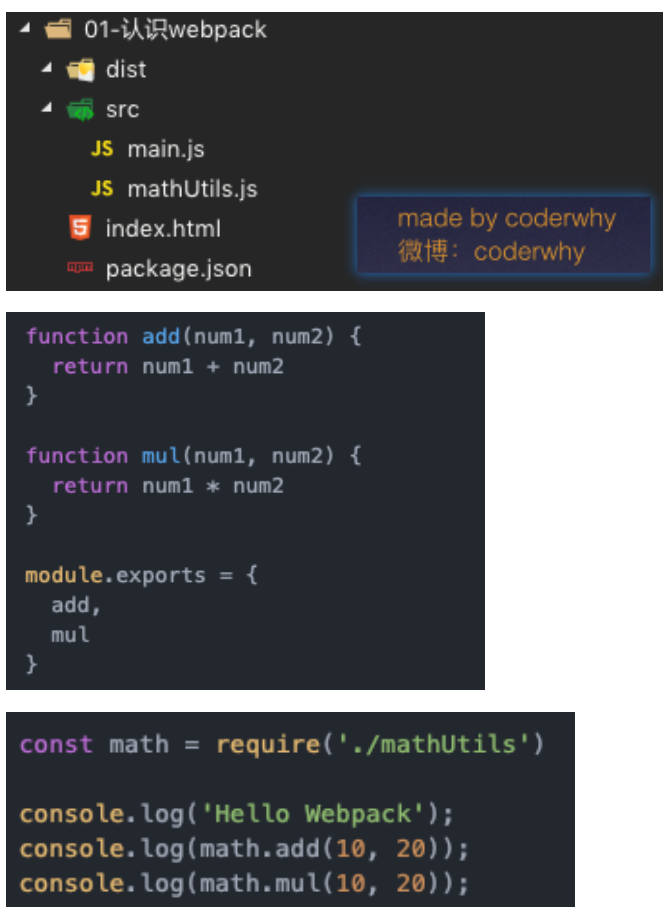 01-认识webpack
dist
src
JS main.js
JS mathUtils.js
5 index.html
npm package.json
made by coderwhy
微博：coderwhy
function add(num1, num2) {
  return num1 + num2
}
function mul(num1, num2) {
  return num1 * num2
}
module.exports = {
  add,
  mul
}
const math = require('./mathUtils')
console.log('Hello Webpack');
console.log(math.add(10, 20));
console.log(math.mul(10, 20));